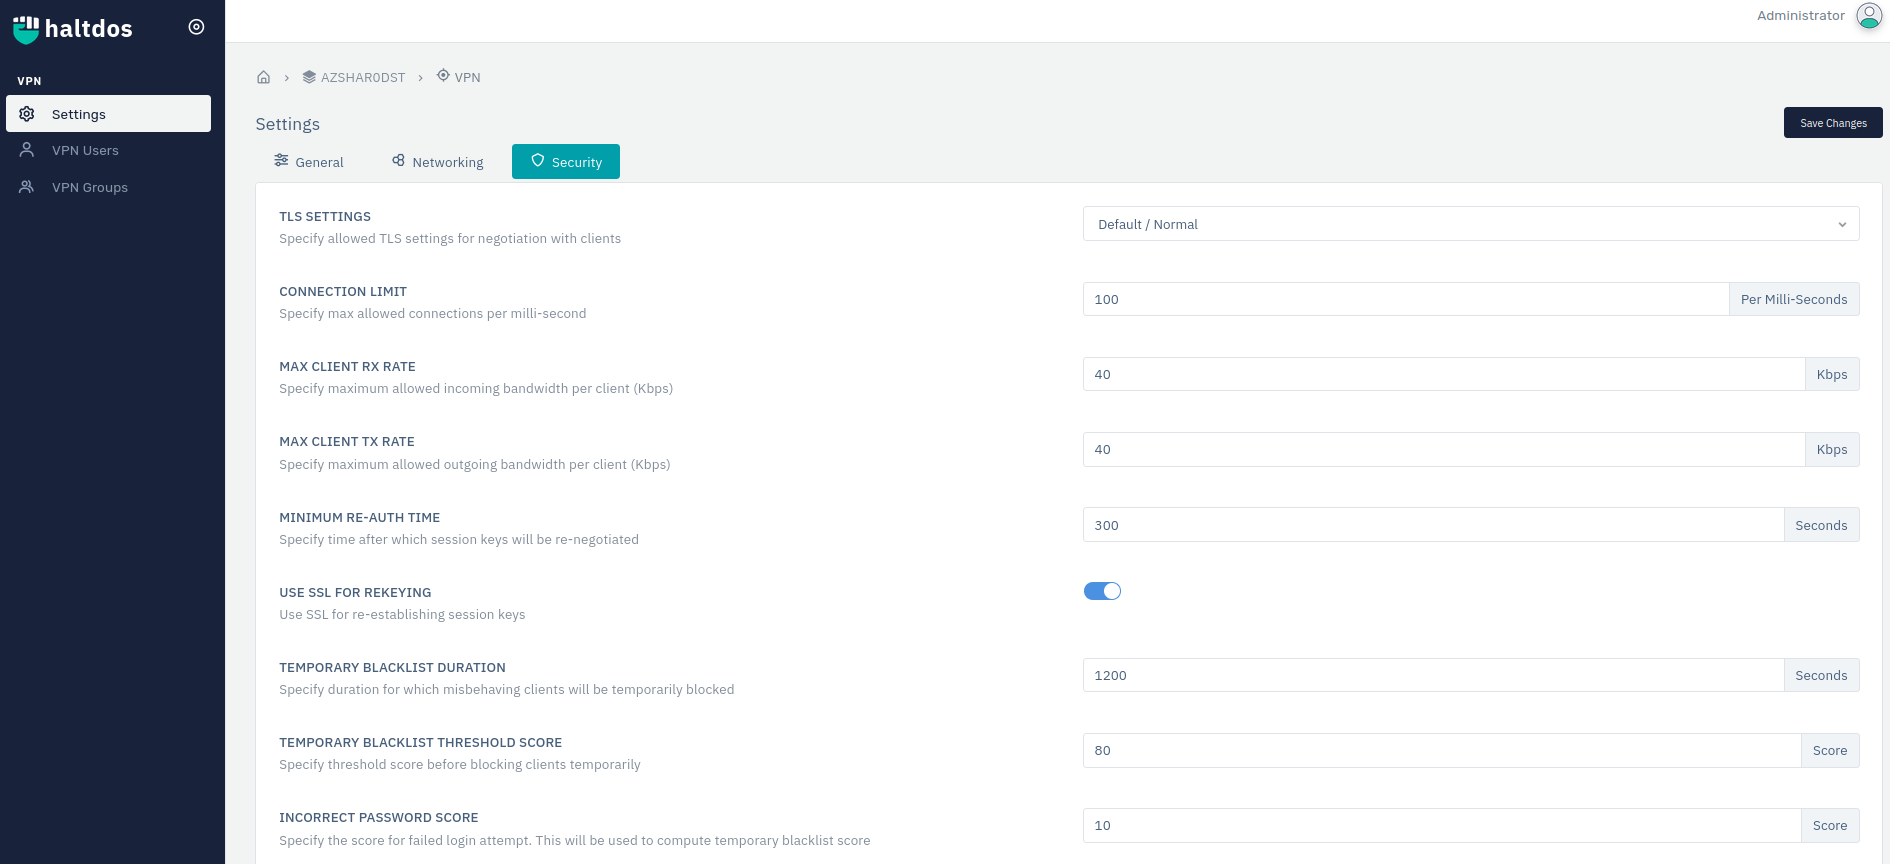 haltdos
Administrator
VPN
Settings
VPN Users
VPN Groups
AZSHAR0DST
VPN
Settings
Save Changes
General
Networking
Security
TLS SETTINGS
Specify allowed TLS settings for negotiation with clients
Default / Normal
CONNECTION LIMIT
Specify max allowed connections per milli-second
100
Per Milli-Seconds
MAX CLIENT RX RATE
Specify maximum allowed incoming bandwidth per client (Kbps)
40
Kbps
MAX CLIENT TX RATE
Specify maximum allowed outgoing bandwidth per client (Kbps)
40
Kbps
MINIMUM RE-AUTH TIME
Specify time after which session keys will be re-negotiated
300
Seconds
USE SSL FOR REKEYING
Use SSL for re-establishing session keys
TEMPORARY BLACKLIST DURATION
Specify duration for which misbehaving clients will be temporarily blocked
1200
Seconds
TEMPORARY BLACKLIST THRESHOLD SCORE
Specify threshold score before blocking clients temporarily
80
Score
INCORRECT PASSWORD SCORE
Specify the score for failed login attempt. This will be used to compute temporary blacklist score
10
Score